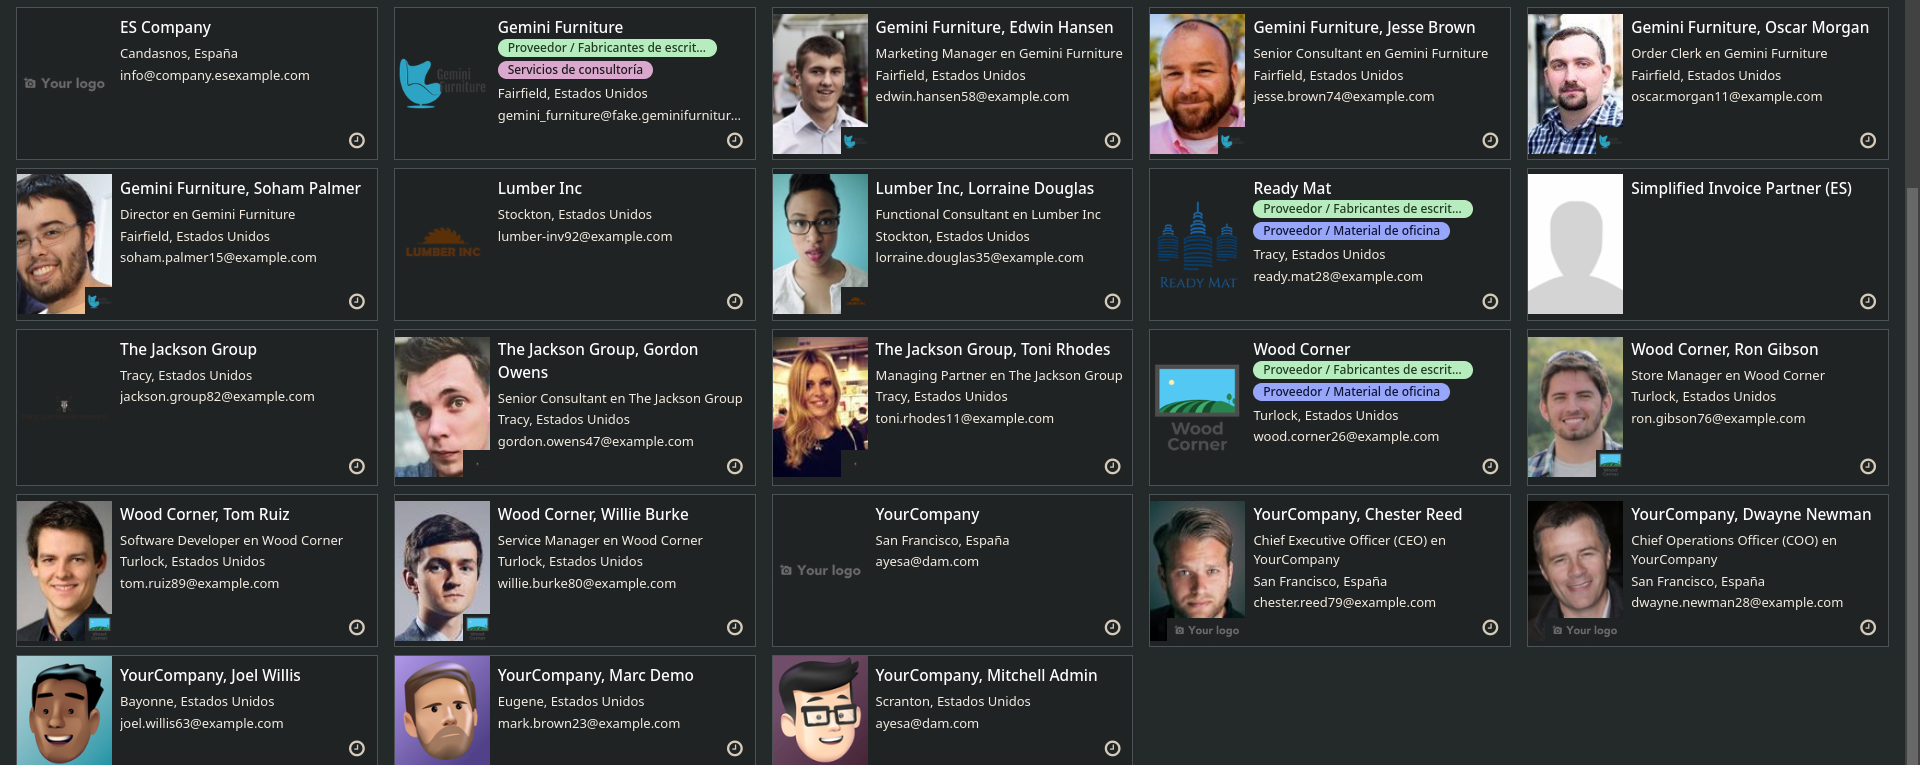 ES Company
Candasnos, España
info@company.esexample.com
Your logo
Gemini Furniture
Proveedor / Fabricantes de escrit...
Servicios de consultoría
Fairfield, Estados Unidos
gemini_furniture@fake.geminifurnitur...
Gemini
Furniture
Gemini Furniture, Edwin Hansen
Marketing Manager en Gemini Furniture
Fairfield, Estados Unidos
edwin.hansen58@example.com
Gemini Furniture, Jesse Brown
Senior Consultant en Gemini Furniture
Fairfield, Estados Unidos
jesse.brown74@example.com
Gemini Furniture, Oscar Morgan
Order Clerk en Gemini Furniture
Fairfield, Estados Unidos
oscar.morgan11@example.com
Gemini Furniture, Soham Palmer
Director en Gemini Furniture
Fairfield, Estados Unidos
soham.palmer15@example.com
Lumber Inc
Stockton, Estados Unidos
lumber-inv92@example.com
LUMBER INC
Lumber Inc, Lorraine Douglas
Functional Consultant en Lumber Inc
Stockton, Estados Unidos
lorraine.douglas35@example.com
Ready Mat
Proveedor / Fabricantes de escrit...
Proveedor / Material de oficina
Tracy, Estados Unidos
ready.mat28@example.com
READY MAT
Simplified Invoice Partner (ES)
The Jackson Group
Tracy, Estados Unidos
jackson.group82@example.com
The Jackson Group, Gordon
Owens
Senior Consultant en The Jackson Group
Tracy, Estados Unidos
gordon.owens47@example.com
The Jackson Group, Toni Rhodes
Managing Partner en The Jackson Group
Tracy, Estados Unidos
toni.rhodes11@example.com
Wood Corner
Proveedor / Fabricantes de escrit...
Proveedor / Material de oficina
Turlock, Estados Unidos
wood.corner26@example.com
Wood
Corner
Wood Corner, Ron Gibson
Store Manager en Wood Corner
Turlock, Estados Unidos
ron.gibson76@example.com
Wood Corner, Tom Ruiz
Software Developer en Wood Corner
Turlock, Estados Unidos
tom.ruiz89@example.com
Wood Corner, Willie Burke
Service Manager en Wood Corner
Turlock, Estados Unidos
willie.burke80@example.com
YourCompany
San Francisco, España
ayesa@dam.com
Your logo
YourCompany, Chester Reed
Chief Executive Officer (CEO) en
YourCompany
San Francisco, España
chester.reed79@example.com
Your logo
YourCompany, Dwayne Newman
Chief Operations Officer (COO) en
YourCompany
San Francisco, España
dwayne.newman28@example.com
Your logo
YourCompany, Joel Willis
Bayonne, Estados Unidos
joel.willis63@example.com
YourCompany, Marc Demo
Eugene, Estados Unidos
mark.brown23@example.com
YourCompany, Mitchell Admin
Scranton, Estados Unidos
ayesa@dam.com